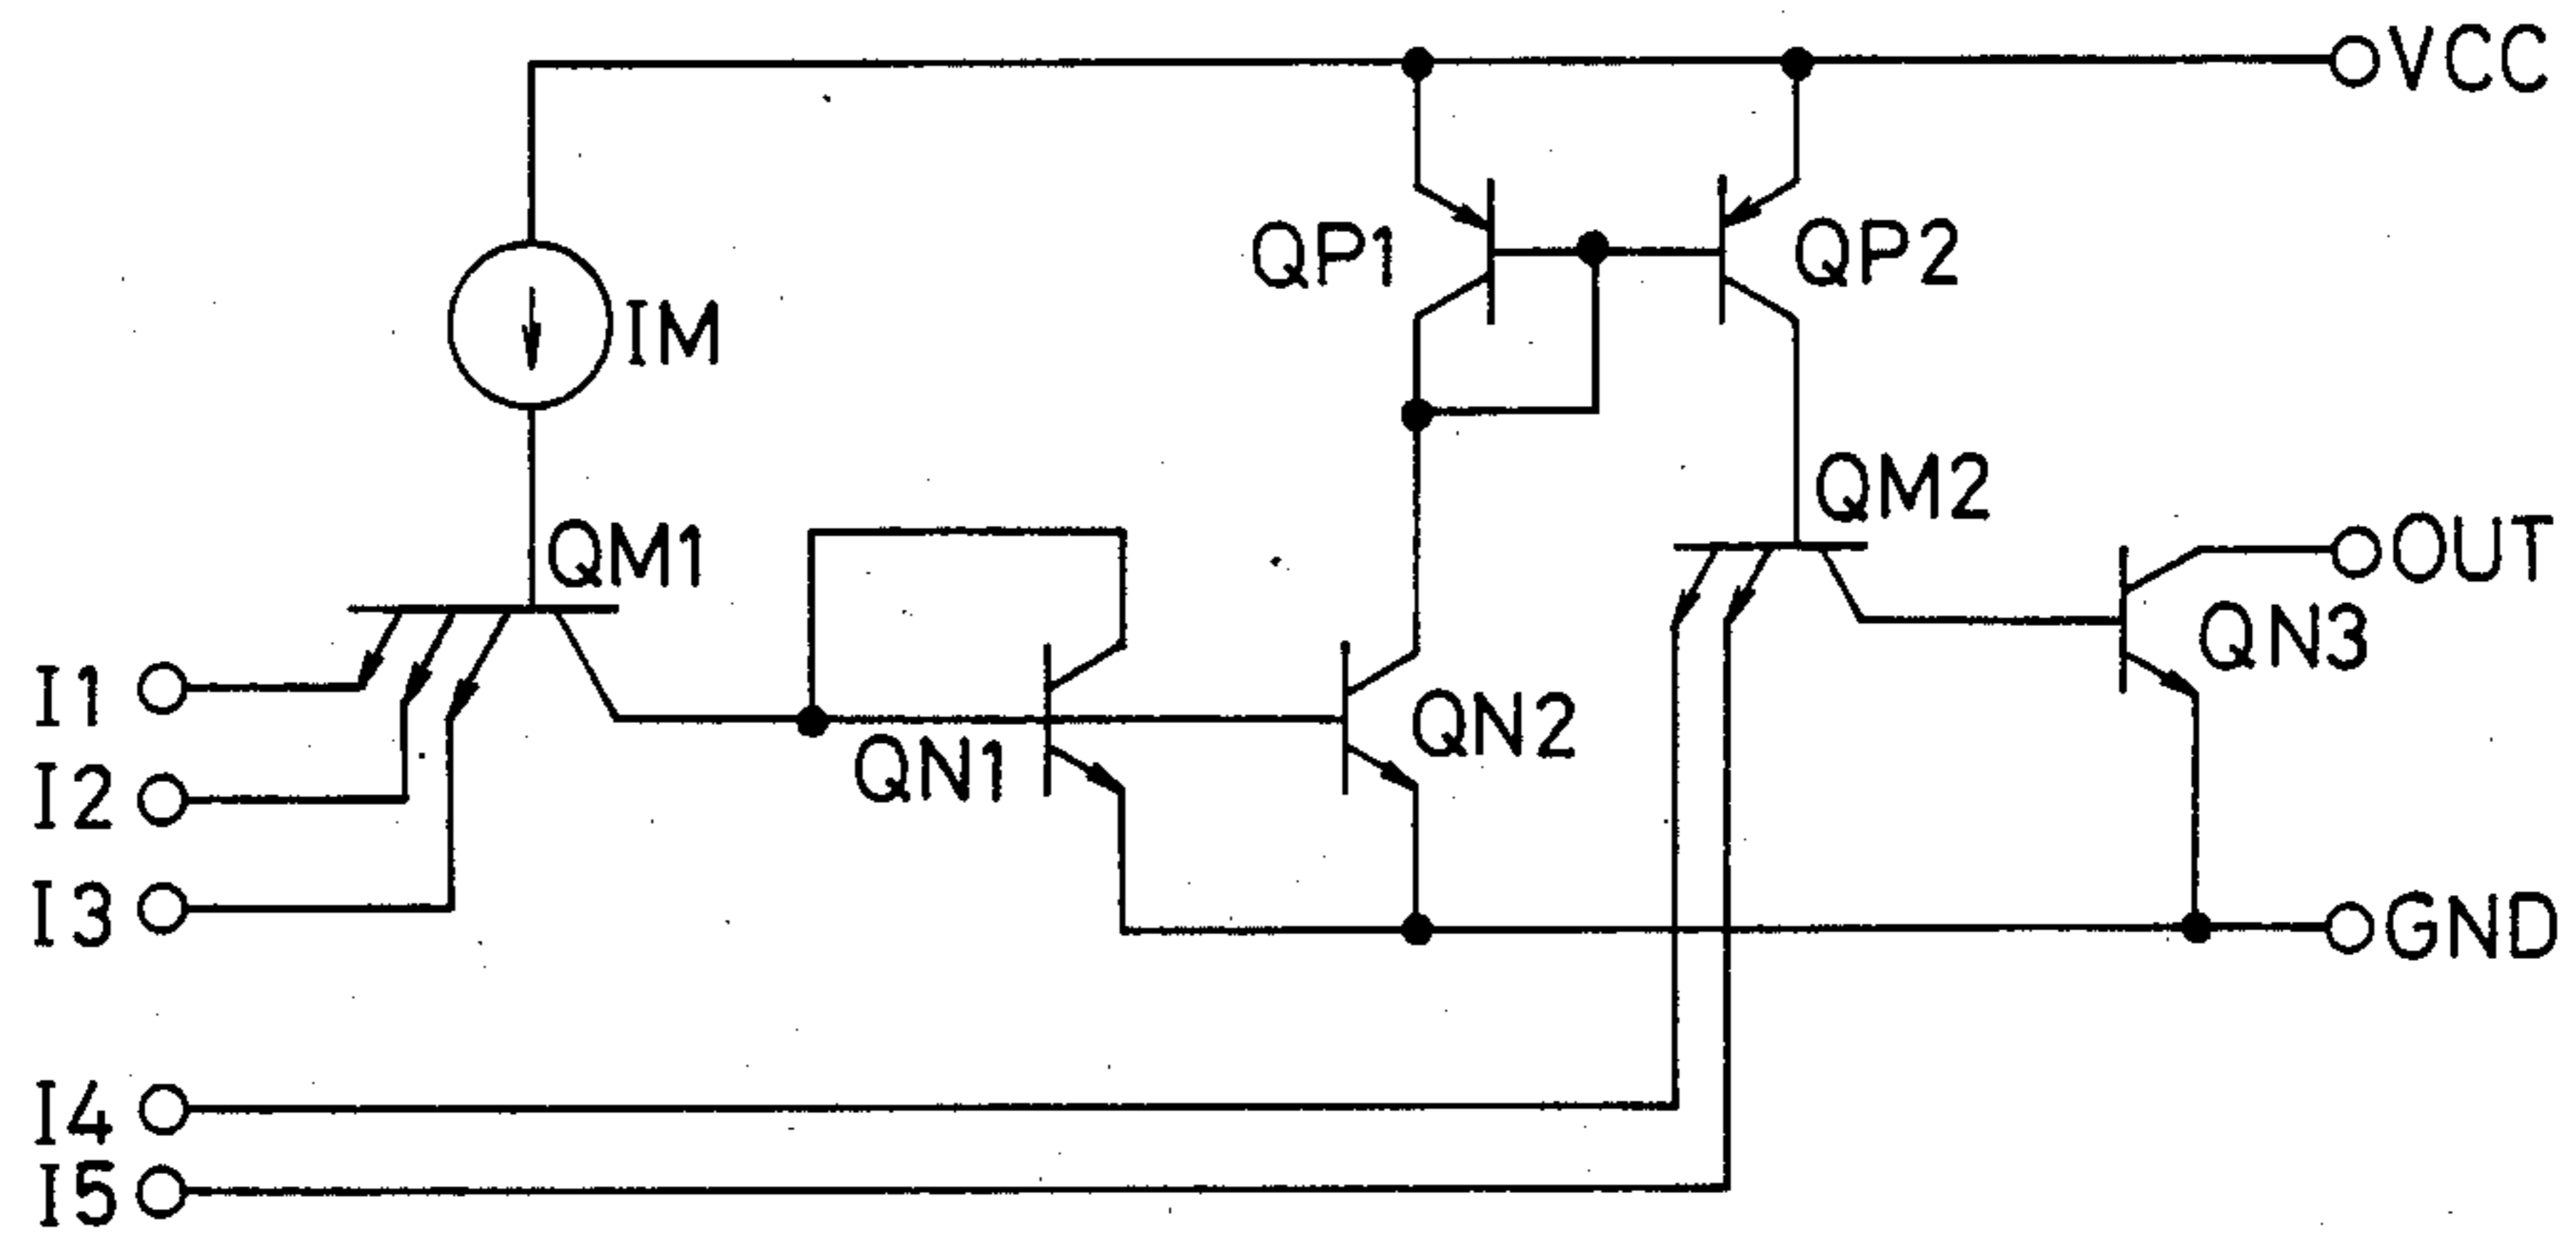 VCC
QP1
QP2
IM
QM2
QM1
OUT
QN3
I1
QN2
QN1
I2
I3
GND
I4
I5